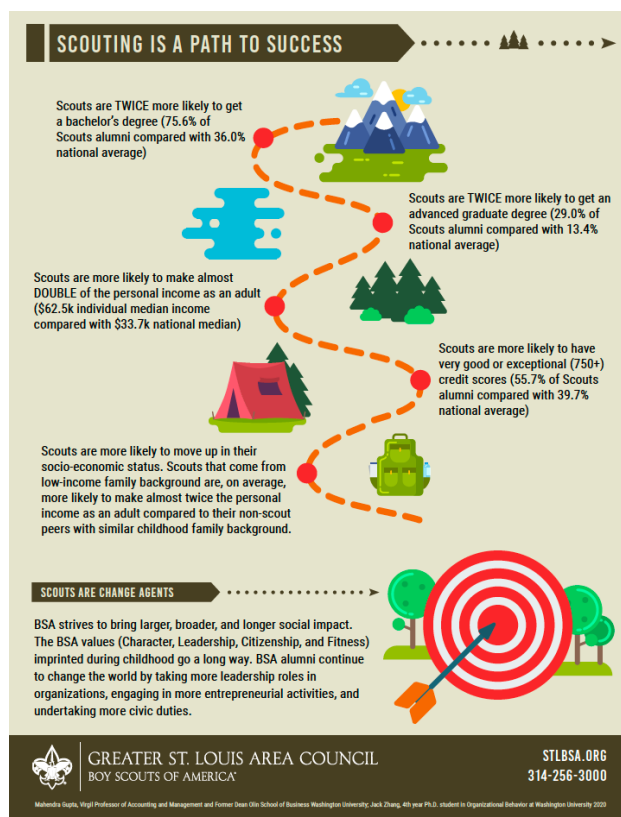 SCOUTING IS A PATH TO SUCCESS
Scouts are TWICE more likely to get
a bachelor's degree (75.6% of
Scouts alumni compared with 36.0%
national average)
Scouts are TWICE more likely to get an
advanced graduate degree (29.0% of
Scouts alumni compared with 13.4%
national average)
Scouts are more likely to make almost
DOUBLE of the personal income as an adult
($62.5k individual median income
compared with $33.7k national median)
Scouts are more likely to have
very good or exceptional (750+)
credit scores (55.7% of Scouts
alumni compared with 39.7%
national average)
Scouts are more likely to move up in their
socio-economic status. Scouts that come from
low-income family background are, on average,
more likely to make almost twice the personal
income as an adult compared to their non-scout
peers with similar childhood family background.
SCOUTS ARE CHANGE AGENTS
BSA strives to bring larger, broader, and longer social impact.
The BSA values (Character, Leadership, Citizenship, and Fitness)
imprinted during childhood go a long way. BSA alumni continue
to change the world by taking more leadership roles in
organizations, engaging in more entrepreneurial activities, and
undertaking more civic duties.
GREATER ST. LOUIS AREA COUNCIL
BOY SCOUTS OF AMERICA®
STLBSA.ORG
314-256-3000
Mahendra Gupta, Virgil Professor of Accounting and Management and Former Dean Olin School of Business Washington University; Jack Zhang, 4th year Ph.D. student in Organizational Behavior at Washington University 2020